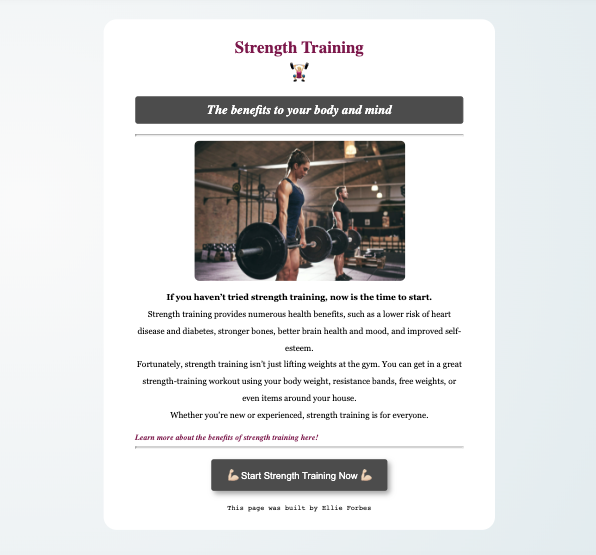 Strength Training
The benefits to your body and mind
If you haven't tried strength training, now is the time to start.
Strength training provides numerous health benefits, such as a lower risk of heart
disease and diabetes, stronger bones, better brain health and mood, and improved self-
esteem.
Fortunately, strength training isn't just lifting weights at the gym. You can get in a great
strength-training workout using your body weight, resistance bands, free weights, or
even items around your house.
Whether you're new or experienced, strength training is for everyone.
Learn more about the benefits of strength training here!
💪🏼Start Strength Training Now 💪🏼
This page was built by Ellie Forbes